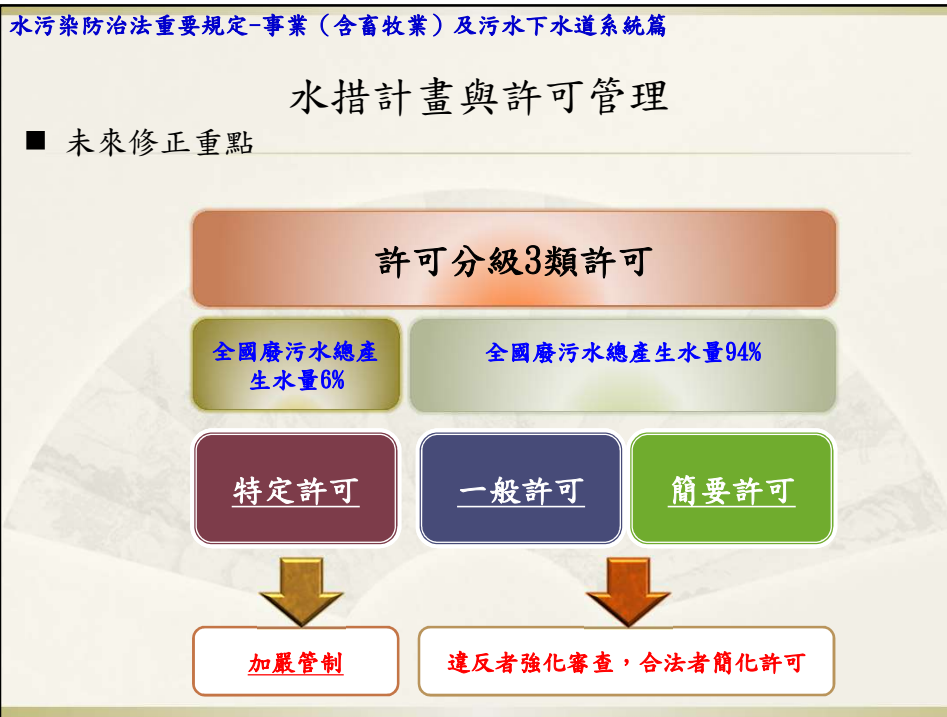 水污染防治法重要規定-事業（含畜牧業）及污水下水道系統篇
水措計畫與許可管理
■ 未來修正重點
許可分級3類許可
全國廢污水總產
生水量6%
全國廢污水總產生水量94%
特定許可
一般許可
簡要許可
加嚴管制
違反者強化審查，合法者簡化許可